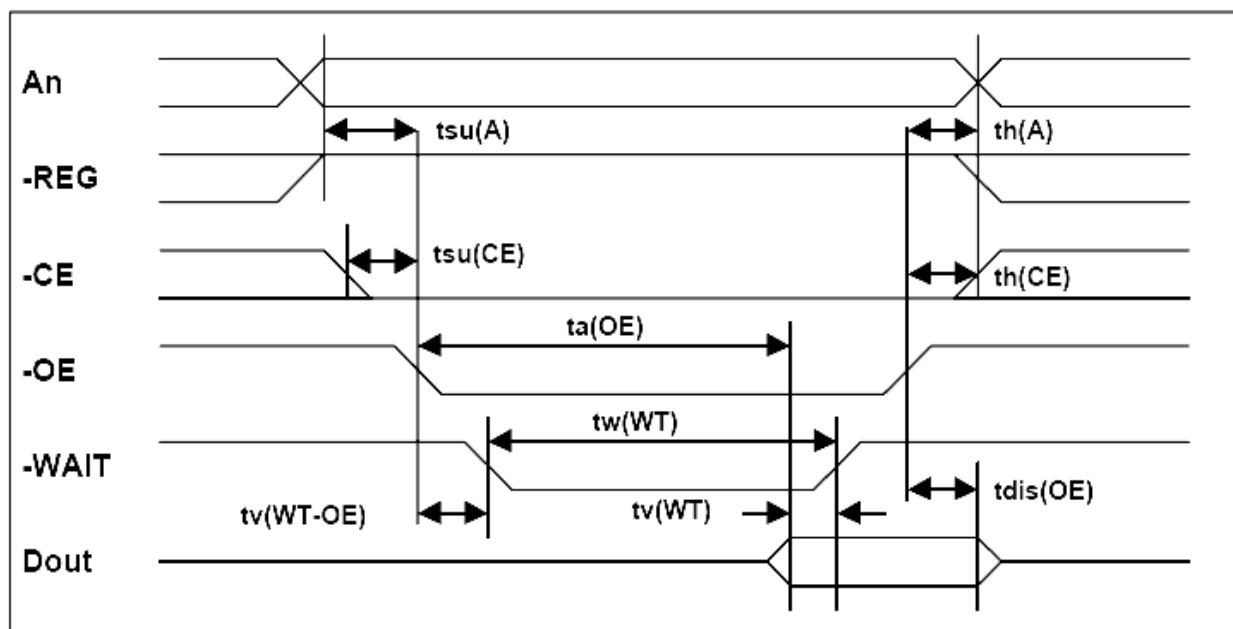 An
tsu(A)
th(A)
-REG
tsu(CE)
-CE
th(CE)
ta(OE)
-OE
tw(WT)
-WAIT
tdis(OE)
tv(WT-OE)
tv(WT)
Dout